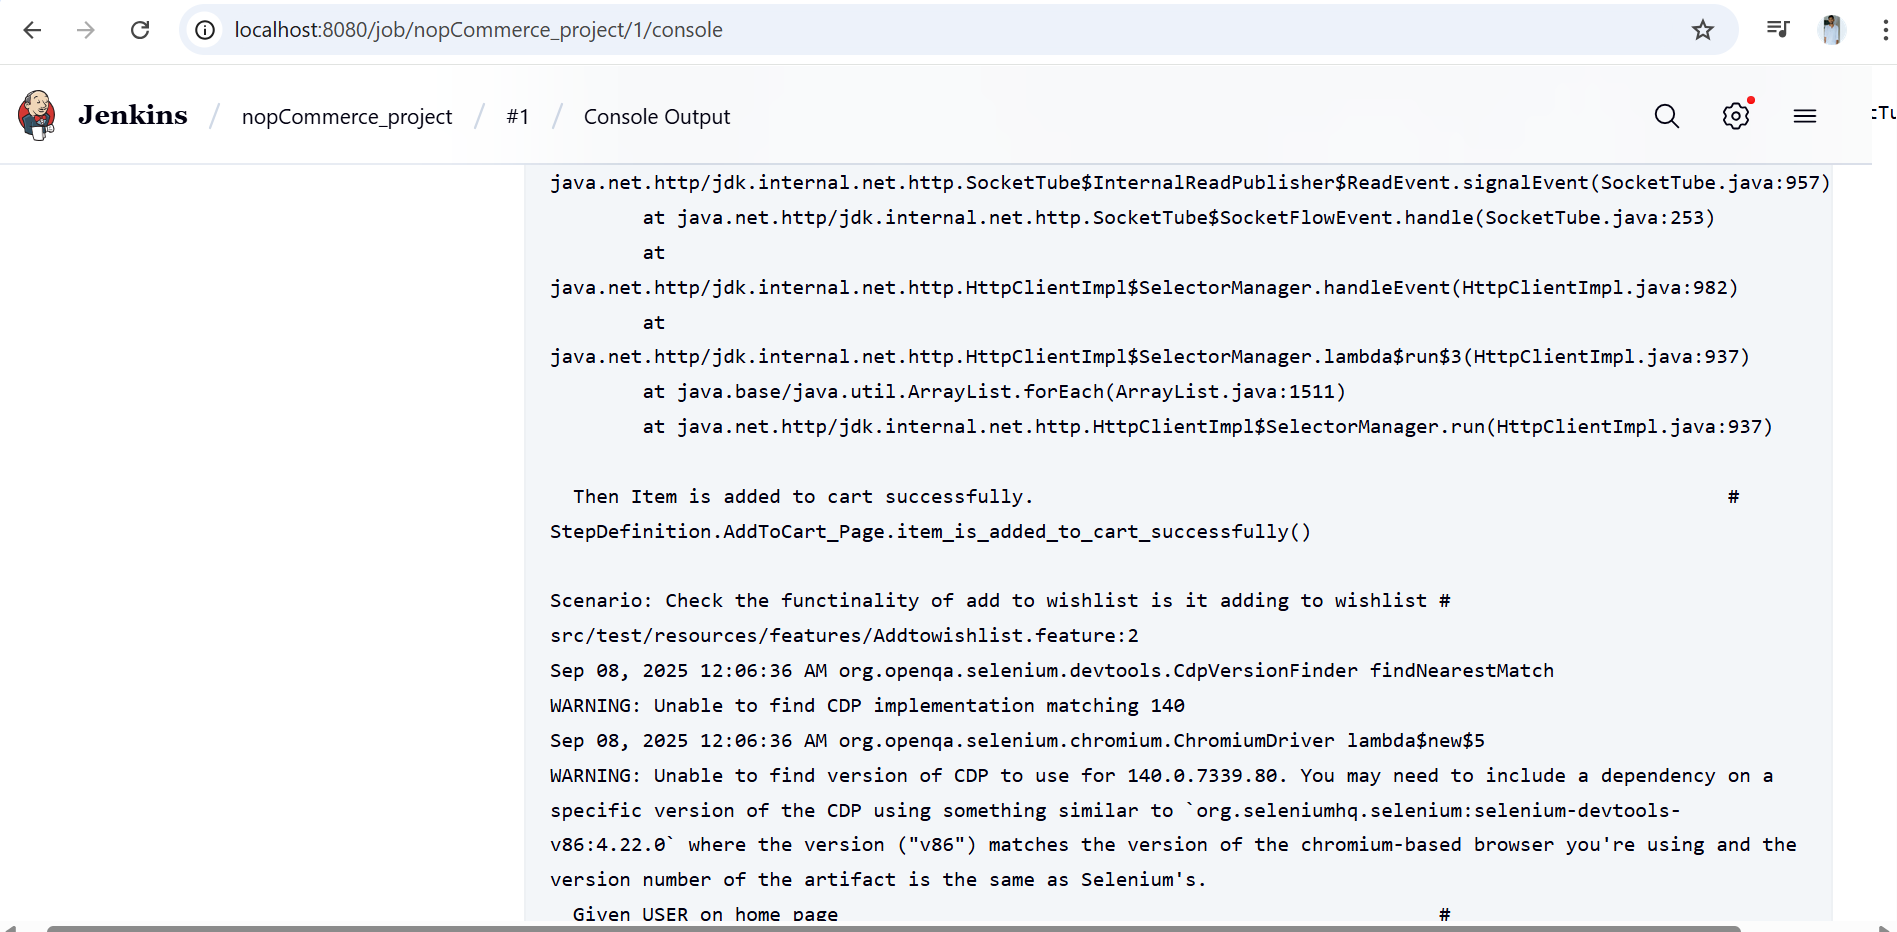 localhost:8080/job/nopCommerce_project/1/console
Jenkins / nopCommerce_project / #1 / Console Output
java.net.http/jdk.internal.net.http.SocketTube$InternalReadPublisher$ReadEvent.signalEvent(SocketTube.java:957)
at java.net.http/jdk.internal.net.http.SocketTube$SocketFlowEvent.handle(SocketTube.java:253)
at
java.net.http/jdk.internal.net.http.HttpClientImpl$SelectorManager.handleEvent(HttpClientImpl.java:982)
at
java.net.http/jdk.internal.net.http.HttpClientImpl$SelectorManager.lambda$run$3(HttpClientImpl.java:937)
at java.base/java.util.ArrayList.forEach(ArrayList.java:1511)
at java.net.http/jdk.internal.net.http.HttpClientImpl$SelectorManager.run(HttpClientImpl.java:937)
Then Item is added to cart successfully. #
StepDefinition.AddToCart_Page.item_is_added_to_cart_successfully()
Scenario: Check the functinality of add to wishlist is it adding to wishlist #
src/test/resources/features/Addtowishlist.feature:2
Sep 08, 2025 12:06:36 AM org.openqa.selenium.devtools.CdpVersionFinder findNearestMatch
WARNING: Unable to find CDP implementation matching 140
Sep 08, 2025 12:06:36 AM org.openqa.selenium.chromium.ChromiumDriver lambda$new$5
WARNING: Unable to find version of CDP to use for 140.0.7339.80. You may need to include a dependency on a
specific version of the CDP using something similar to `org.seleniumhq.selenium:selenium-devtools-
v86:4.22.0` where the version ("v86") matches the version of the chromium-based browser you're using and the
version number of the artifact is the same as Selenium's.
Given USER on home page #